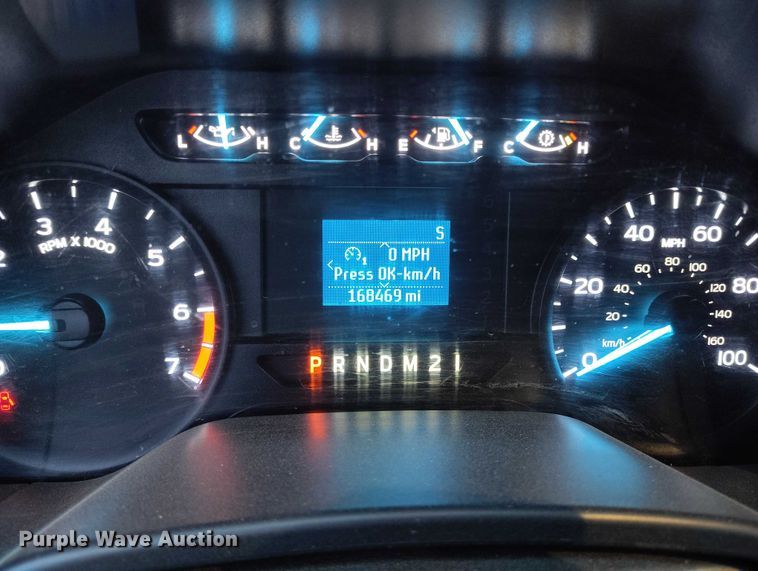 L H C H E F C H
S
0 MPH
Press OK-km/h
168469 mi
2 3 4 5 6 7
RPM X 1000
0 20 40 60 80 100
MPH
20 40 60 80 100 120 140 160
km/h
P R N D M 2 1
Purple Wave Auction